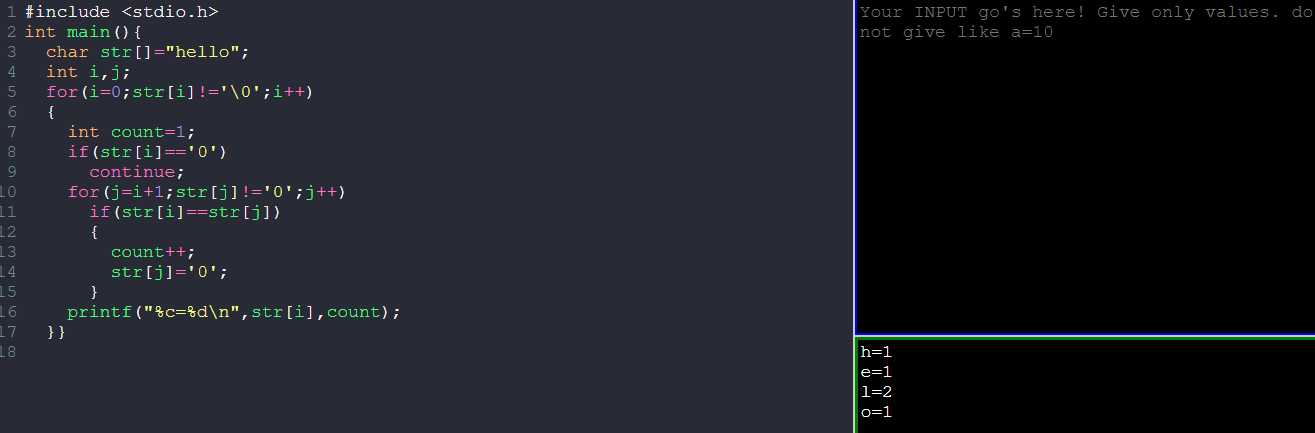 1 #include <stdio.h>
2 int main(){
3 char str[]="hello";
4 int i,j;
5 for(i=0;str[i]!='\0';i++)
6 {
7 int count=1;
8 if(str[i]=='0')
9 continue;
10 for(j=i+1;str[j]!='0';j++)
11 if(str[i]==str[j])
12 {
13 count++;
14 str[j]='0';
15 }
16 printf("%c=%d\n",str[i],count);
17 }}
18
Your INPUT go's here! Give only values. do
not give like a=10
h=1
e=1
l=2
o=1